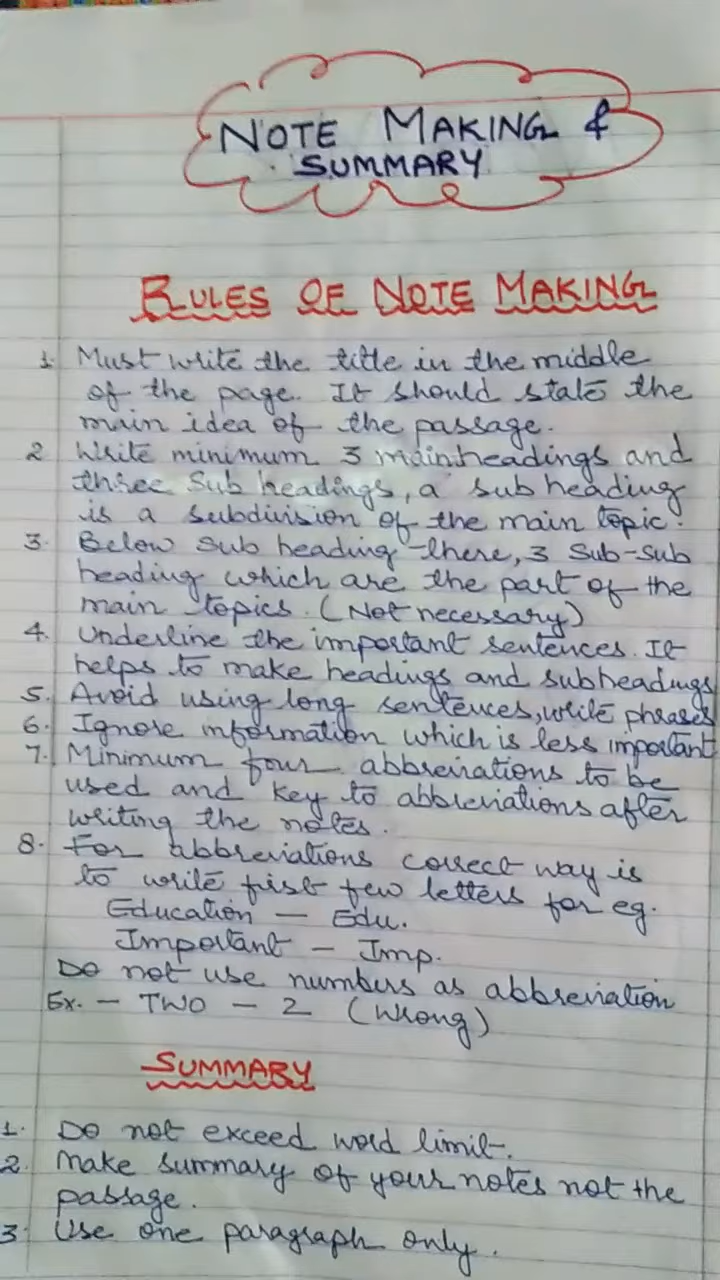 NOTE MAKING &
SUMMARY
RULES OF NOTE MAKING
1. Must write the title in the middle
of the page. It should state the
main idea of the passage.
2 Write minimum 3 main headings and
three Sub headings, a sub heading
is a subdivision of the main topic.
3. Below Sub heading there, 3 Sub-sub
heading which are the part of the
main topics. (Not necessary)
4. Underline the important sentences. It
helps to make headings and subheadings
5. Avoid using long sentences, write phrases
6. Ignore information which is less important
7. Minimum four abbreviations to be
used and key to abbreviations after
writing the notes.
8. For abbreviations correct way is
to write first few letters for eg.
Education — Edu.
Important — Imp.
Do not use numbers as abbreviation
Ex. — TWO — 2 (Wrong)
SUMMARY
1. Do not exceed word limit.
2. Make summary of your notes not the
passage.
3. Use one paragraph only.